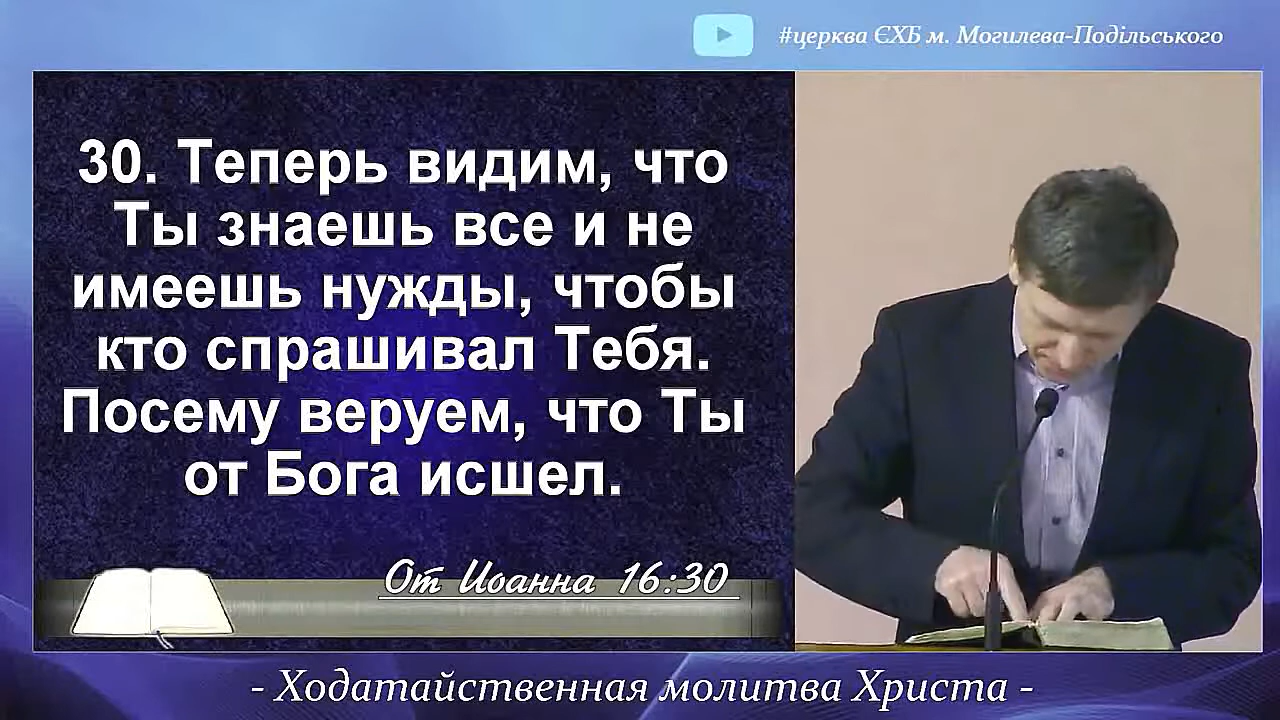 #церква ЄХБ м. Могилева-Подільського
30. Теперь видим, что
Ты знаешь все и не
имеешь нужды, чтобы
кто спрашивал Тебя.
Посему веруем, что Ты
от Бога исшел.
От Иоанна 16:30
- Ходатайственная молитва Христа -